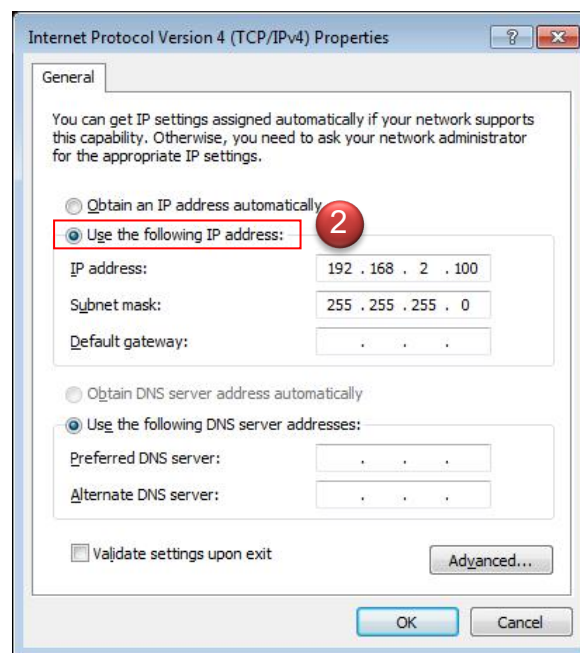 Internet Protocol Version 4 (TCP/IPv4) Properties
General
You can get IP settings assigned automatically if your network supports
this capability. Otherwise, you need to ask your network administrator
for the appropriate IP settings.
Obtain an IP address automatically
Use the following IP address:
2
IP address: 192 . 168 . 2 . 100
Subnet mask: 255 . 255 . 255 . 0
Default gateway: . . .
Obtain DNS server address automatically
Use the following DNS server addresses:
Preferred DNS server: . . .
Alternate DNS server: . . .
Validate settings upon exit
Advanced...
OK Cancel